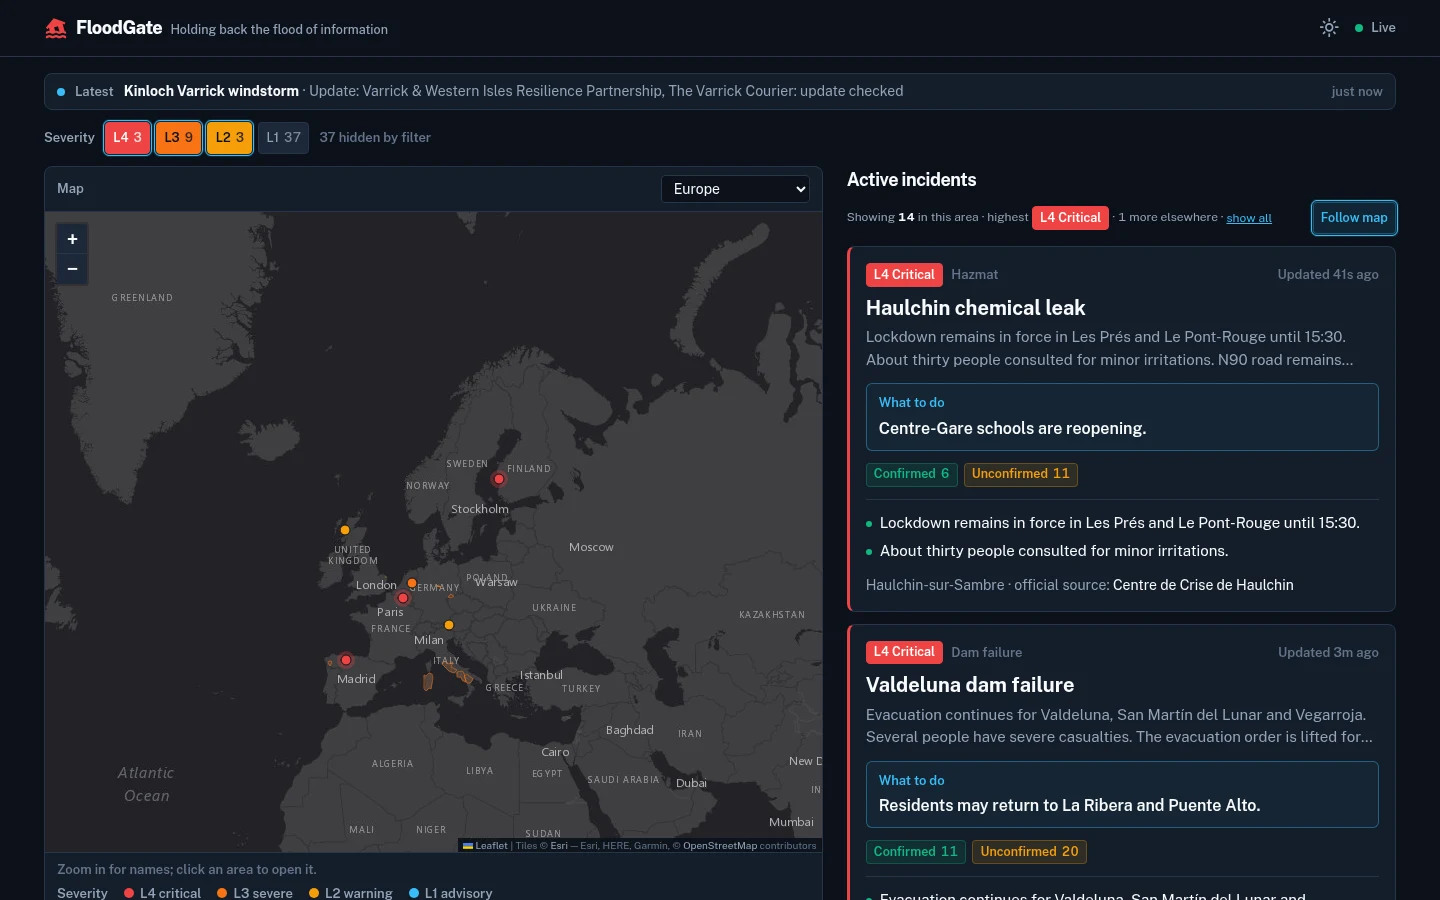 FloodGate Holding back the flood of information
Live
Latest Kinloch Varrick windstorm · Update: Varrick & Western Isles Resilience Partnership, The Varrick Courier: update checked just now
Severity L4 3 L3 9 L2 3 L1 37 37 hidden by filter
Map Europe
+
−
GREENLAND
SWEDEN
FINLAND
NORWAY
Stockholm
Moscow
UNITED
KINGDOM
London
GERMANY
POLAND
Warsaw
Paris
UKRAINE
KAZAKHSTAN
FRANCE
Milan
ITALY
Madrid
Istanbul
GREECE
TURKEY
Baghdad
IRAN
Cairo
ALGERIA
LIBYA
EGYPT
SAUDI ARABIA
Dubai
New D
IN
Atlantic
Ocean
Mumbai
MALI
NIGER
SUDAN
Leaflet | Tiles © Esri — Esri, HERE, Garmin, © OpenStreetMap contributors
Zoom in for names; click an area to open it.
Severity L4 critical L3 severe L2 warning L1 advisory
Active incidents
Showing 14 in this area · highest L4 Critical · 1 more elsewhere · show all Follow map
L4 Critical Hazmat Updated 41s ago
Haulchin chemical leak
Lockdown remains in force in Les Prés and Le Pont-Rouge until 15:30.
About thirty people consulted for minor irritations. N90 road remains...
What to do
Centre-Gare schools are reopening.
Confirmed 6 Unconfirmed 11
Lockdown remains in force in Les Prés and Le Pont-Rouge until 15:30.
About thirty people consulted for minor irritations.
Haulchin-sur-Sambre · official source: Centre de Crise de Haulchin
L4 Critical Dam failure Updated 3m ago
Valdeluna dam failure
Evacuation continues for Valdeluna, San Martín del Lunar and Vegarroja.
Several people have severe casualties. The evacuation order is lifted for...
What to do
Residents may return to La Ribera and Puente Alto.
Confirmed 11 Unconfirmed 20
Evacuation continues for Valdeluna, San Martín del Lunar and